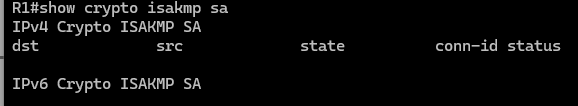 R1#show crypto isakmp sa
IPv4 Crypto ISAKMP SA
dst             src             state          conn-id status

IPv6 Crypto ISAKMP SA